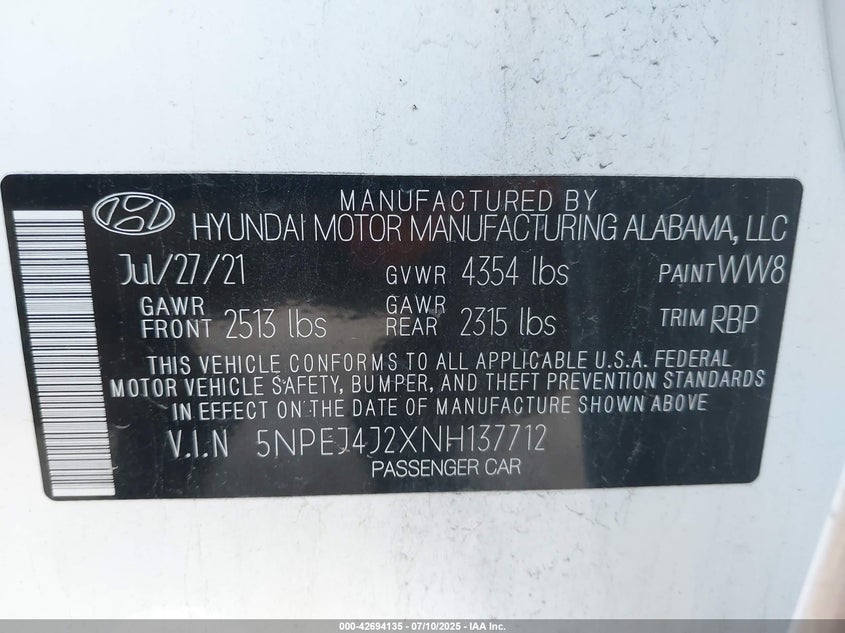 MANUFACTURED BY
HYUNDAI MOTOR MANUFACTURING ALABAMA, LLC
Jul/27/21 GVWR 4354 lbs PAINT WW8
GAWR FRONT 2513 lbs GAWR REAR 2315 lbs TRIM RBP
THIS VEHICLE CONFORMS TO ALL APPLICABLE U.S.A. FEDERAL
MOTOR VEHICLE SAFETY, BUMPER, AND THEFT PREVENTION STANDARDS
IN EFFECT ON THE DATE OF MANUFACTURE SHOWN ABOVE
V.I.N 5NPEJ4J2XNH137712
PASSENGER CAR
000-42694135 - 07/10/2025 - IAA Inc.